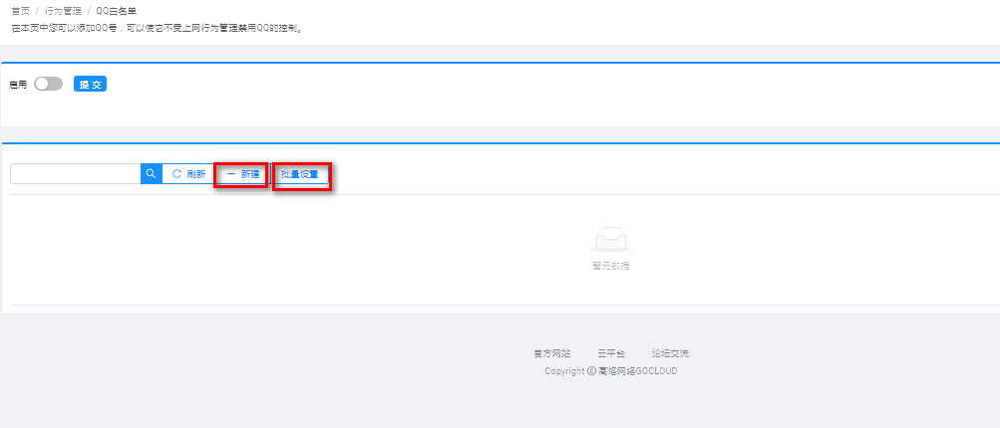 首页 / 行为管理 / QQ白名单
在本页中您可以添加QQ号，可以使它不受上网行为管理禁用QQ的控制。
启用 提 交
刷新 新建 批量设置
暂无数据
官方网站 云平台 论坛交流
Copyright © 高恪网络GOCLOUD